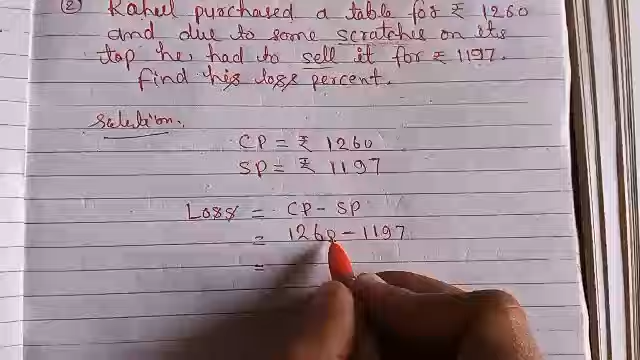 ② Rahul purchased a table for ₹ 1260
and due to some scratches on its
top he had to sell it for ₹ 1197.
find his loss percent.
Solution.
CP = ₹ 1260
SP = ₹ 1197
Loss = CP - SP
= 1260 - 1197
=